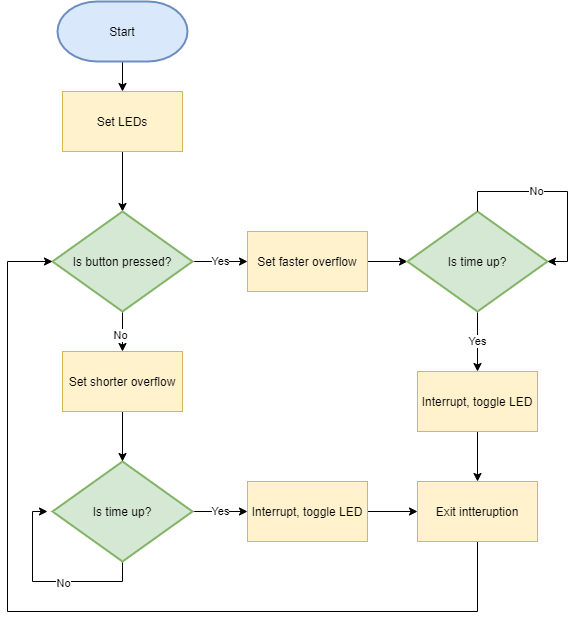 Start
Set LEDs
Is button pressed?
Yes
Set faster overflow
Is time up?
No
No
Yes
Set shorter overflow
Interrupt, toggle LED
Is time up?
Yes
Interrupt, toggle LED
Exit intteruption
No